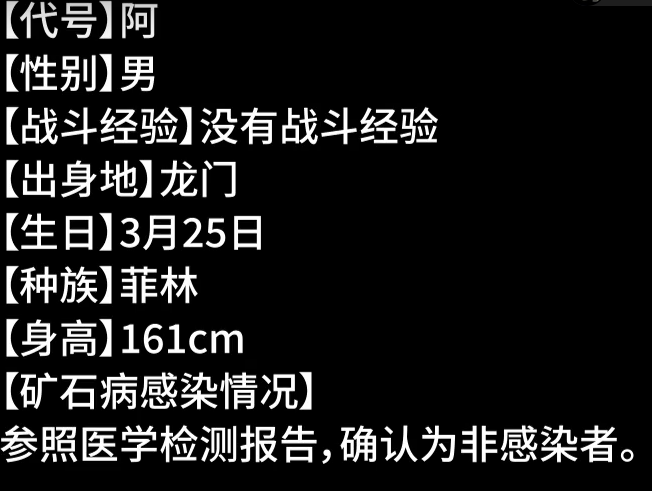 【代号】阿
【性别】男
【战斗经验】没有战斗经验
【出身地】龙门
【生日】3月25日
【种族】菲林
【身高】161cm
【矿石病感染情况】
参照医学检测报告，确认为非感染者。